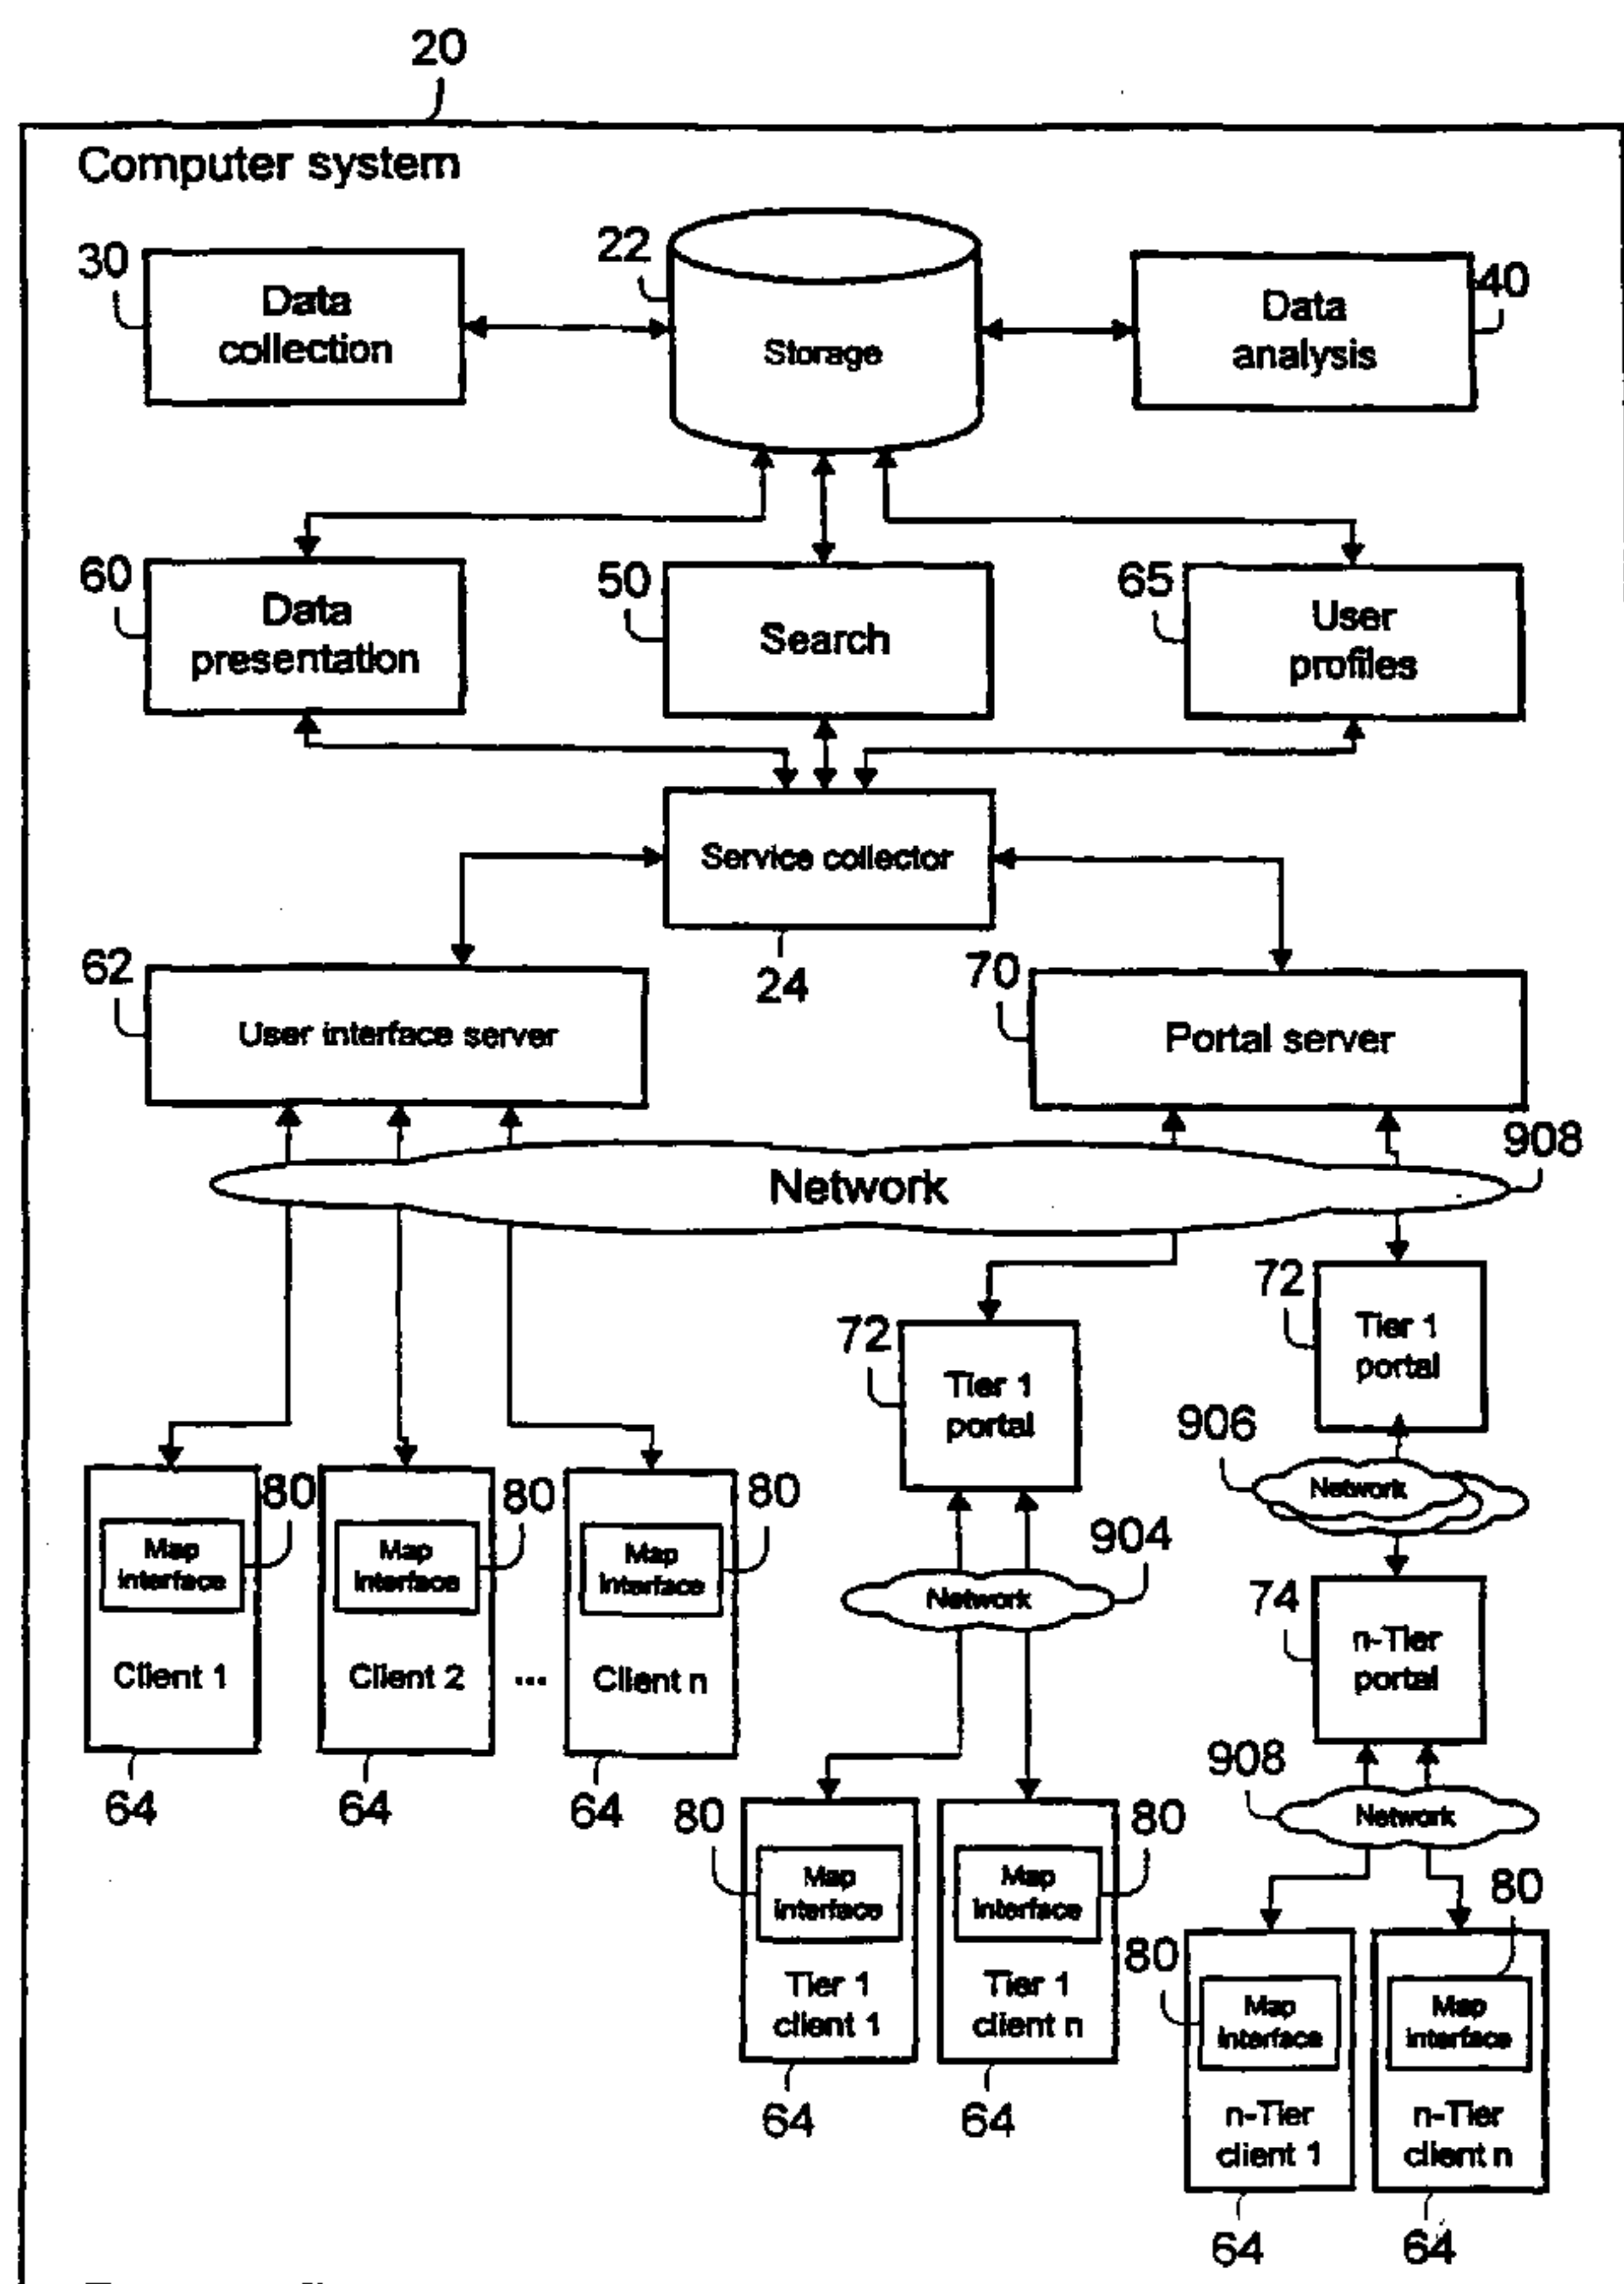 20
Computer system
30
Data
collection
22
Storage
40
Data
analysis
60
Data
presentation
50
Search
65
User
profiles
Service collector
24
62
User interface server
70
Portal server
Network
908
72
Tier 1
portal
72
Tier 1
portal
906
Network
80
Map
interface
Client 1
64
80
Map
interface
Client 2
64
...
80
Map
interface
Client n
64
904
Network
74
n-Tier
portal
908
Network
80
Map
interface
Tier 1
client 1
64
80
Map
interface
Tier 1
client n
64
80
Map
interface
n-Tier
client 1
64
80
Map
interface
n-Tier
client n
64